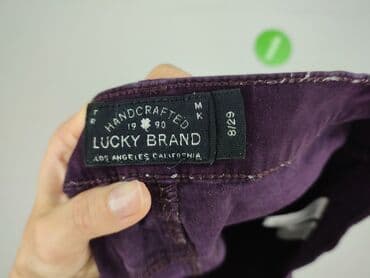 HANDCRAFTED
T M
B K
19 90
LUCKY BRAND
LOS ANGELES CALIFORNIA
8/29